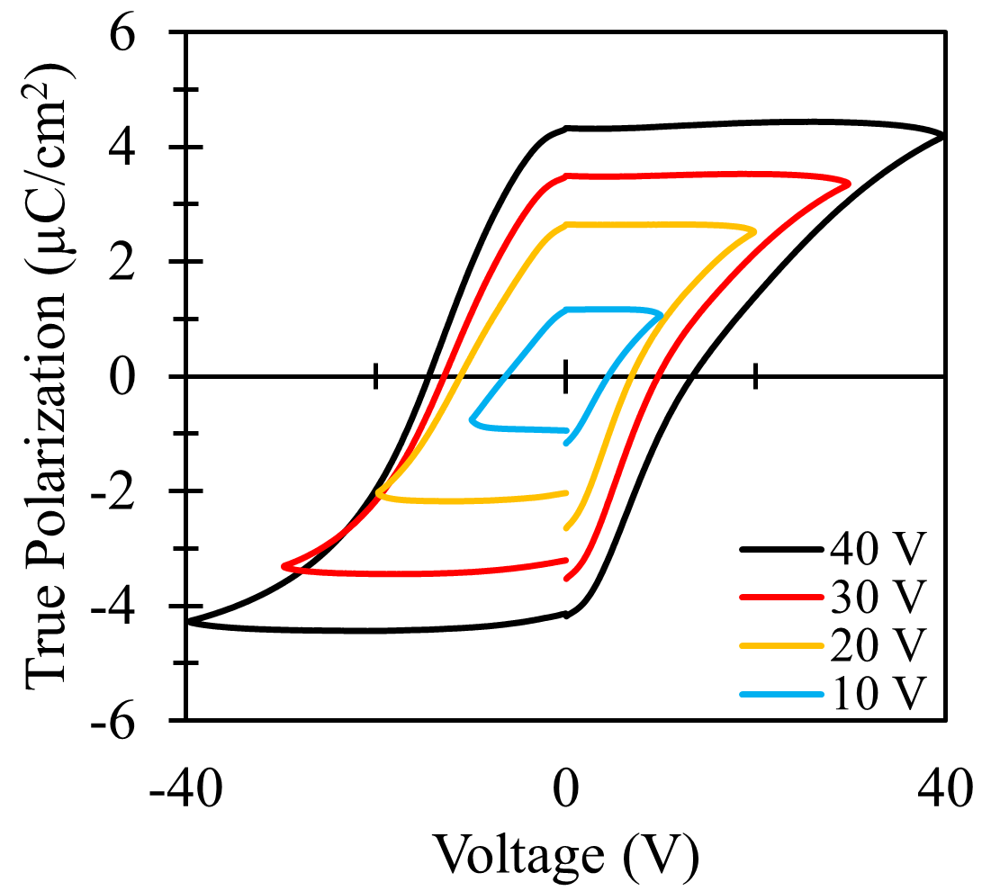 True Polarization (μC/cm²)
6
4
2
0
-2
-4
-6
40 V
30 V
20 V
10 V
-40 0 40
Voltage (V)